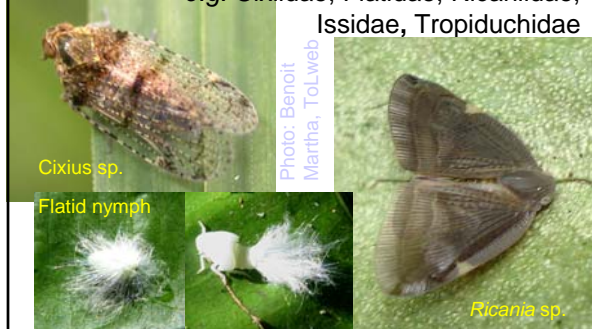 Issidae, Tropiduchidae
Photo: Benoit
Martha, ToLweb
Cixius sp.
Flatid nymph
Ricania sp.